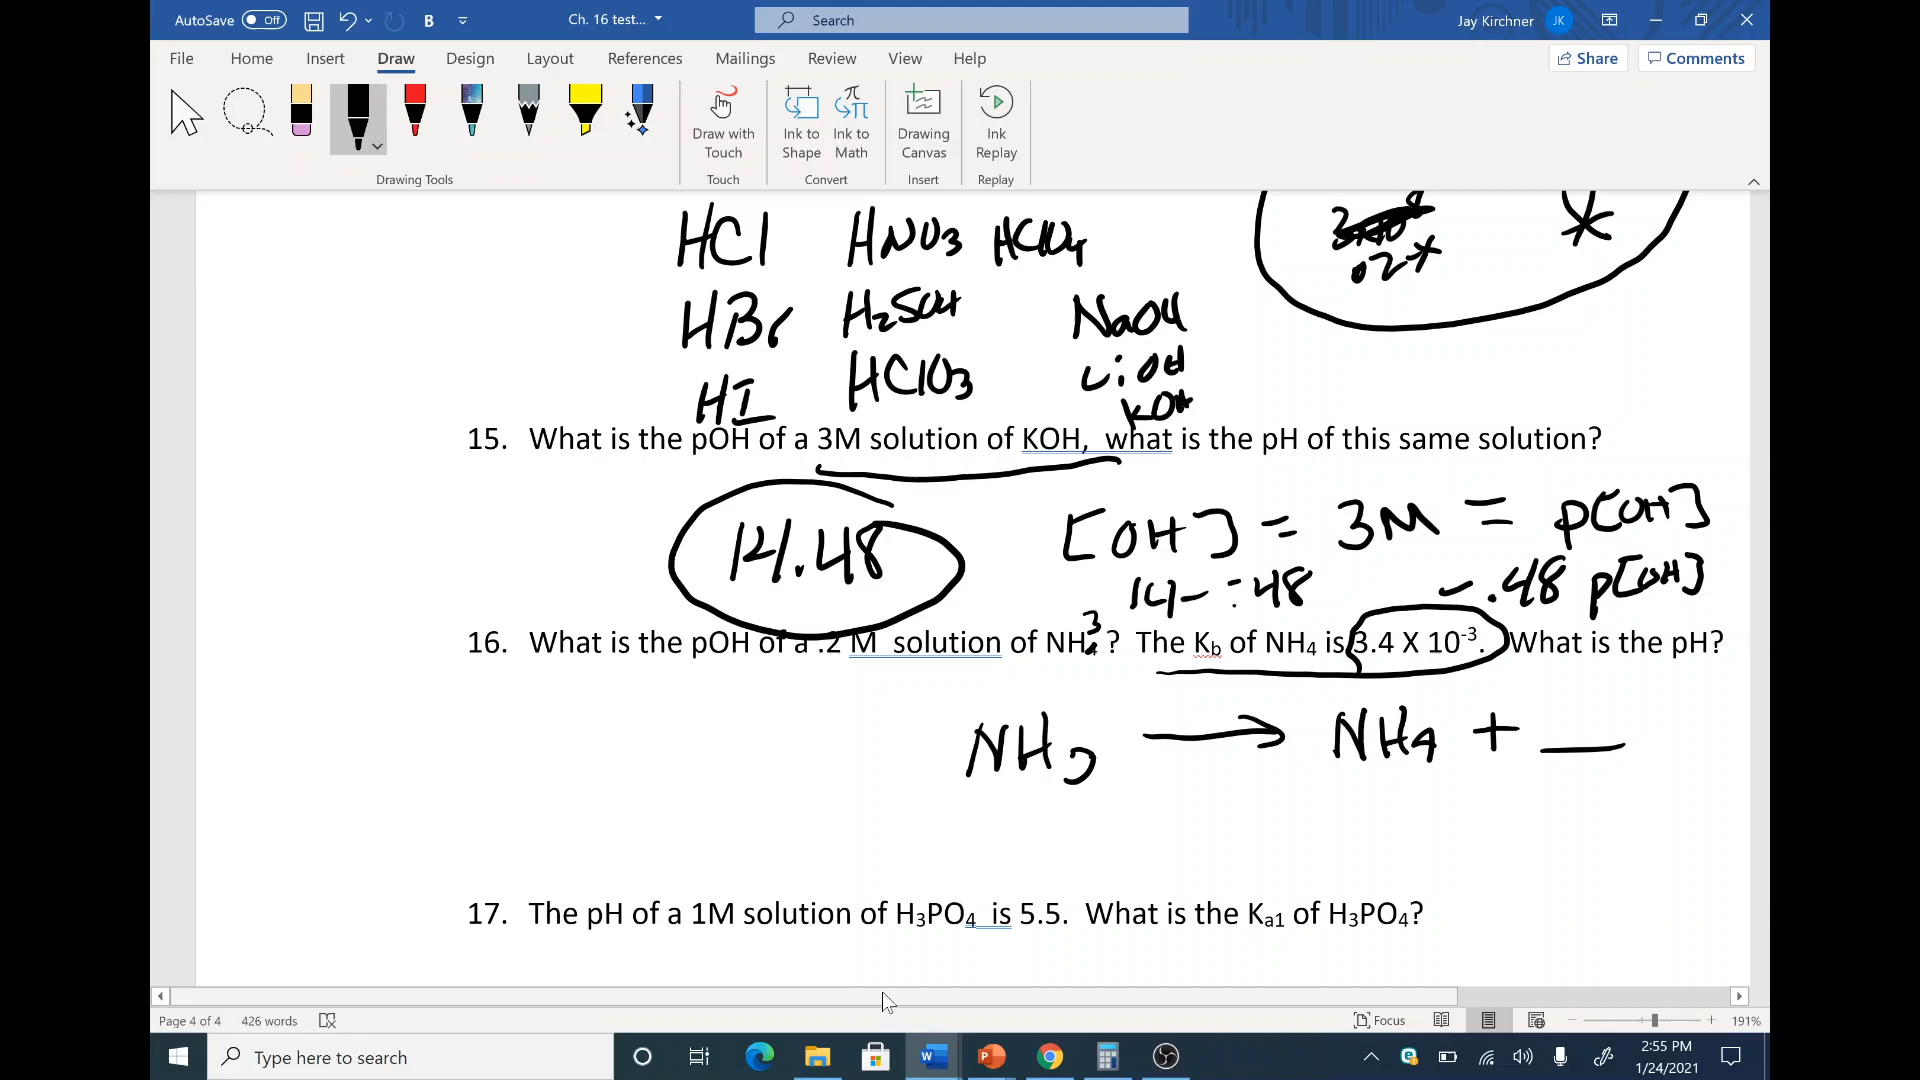 AutoSave Off B Ch. 16 test... Search Jay Kirchner JK
File Home Insert Draw Design Layout References Mailings Review View Help Share Comments
Draw with Touch
Ink to Shape
Ink to Math
Drawing Canvas
Ink Replay
Drawing Tools Touch Convert Insert Replay
HCl HNO3 HClO4
.02 x
x
HBr H2SO4 NaOH
HI HClO3 LiOH
KOH
15. What is the pOH of a 3M solution of KOH, what is the pH of this same solution?
14.48 [OH] = 3M = p[OH]
14 - -.48 -.48 p[OH]
16. What is the pOH of a .2 M solution of NH3 ? The Kb of NH4 is 3.4 X 10-3. What is the pH?
NH3 → NH4 + __
17. The pH of a 1M solution of H3PO4 is 5.5. What is the Ka1 of H3PO4?
Page 4 of 4 426 words Focus 191%
Type here to search 2:55 PM
1/24/2021